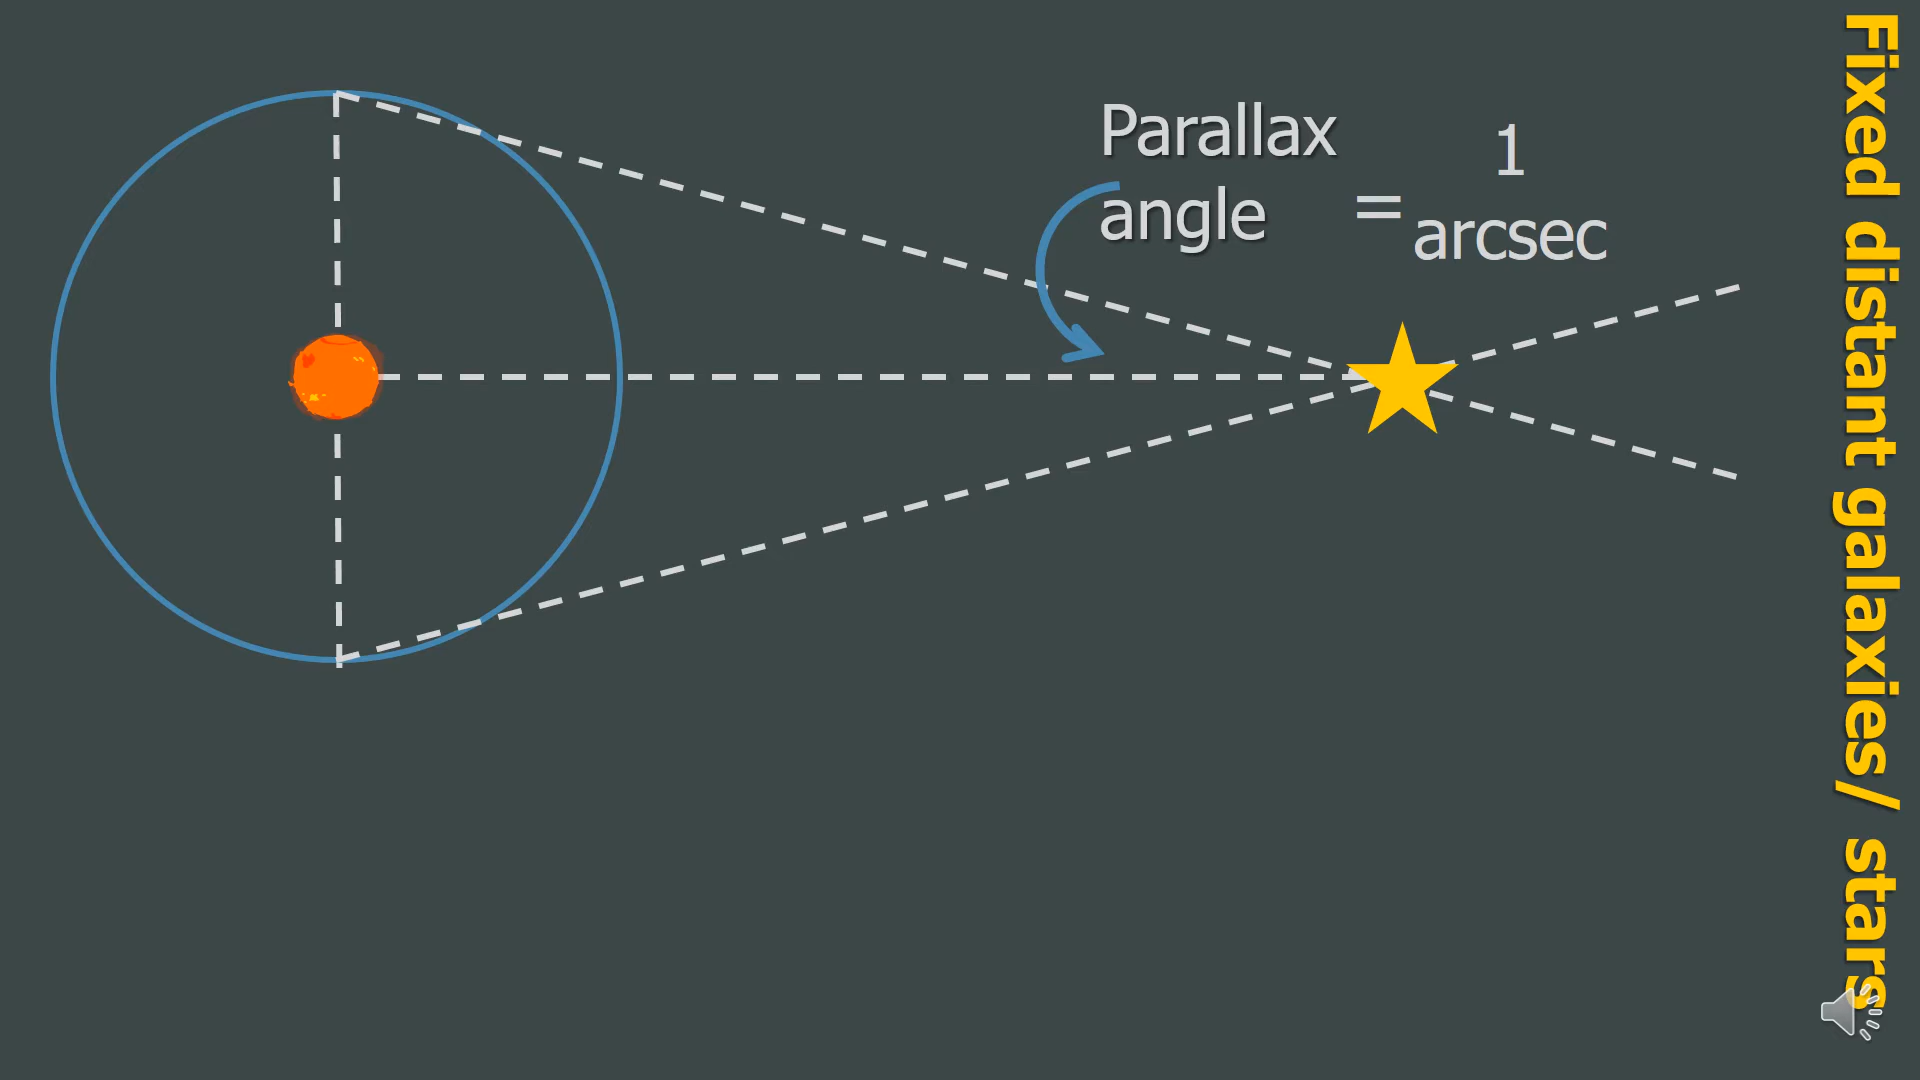 Parallax
angle
=
1
arcsec
Fixed distant galaxies/ stars